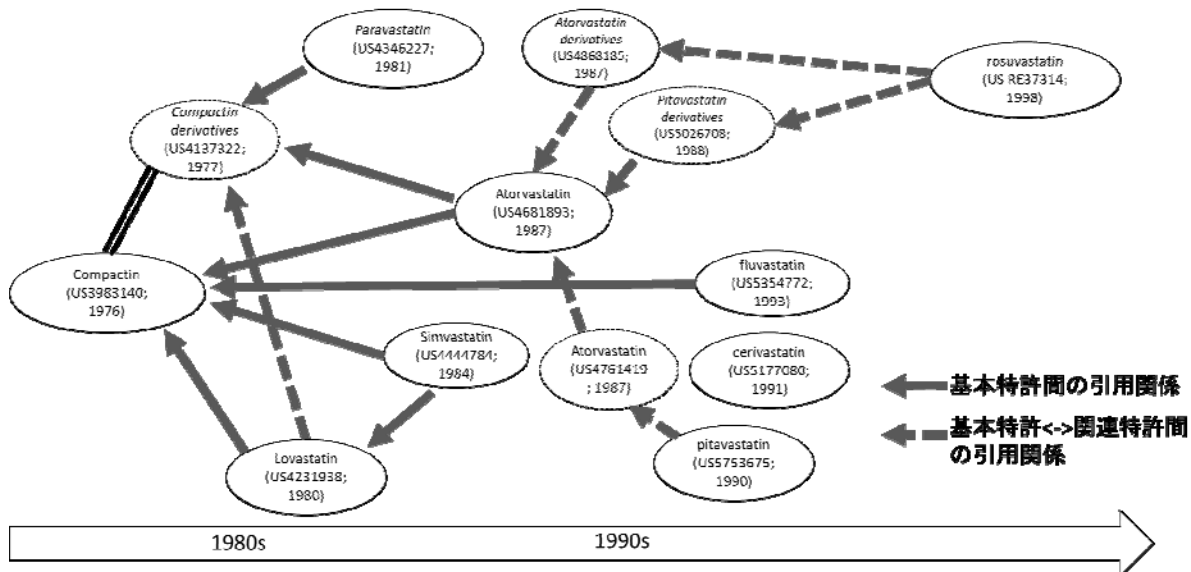 Paravastatin
(US4346227;
1981)
Atorvastatin
derivatives
(US4868185;
1987)
rosuvastatin
(US RE37314;
1998)
Compactin
derivatives
(US4137322;
1977)
Pitavastatin
derivatives
(US5026708;
1988)
Atorvastatin
(US4681893;
1987)
Compactin
(US3983140;
1976)
fluvastatin
(US5354772;
1993)
Simvastatin
(US4444784;
1984)
Atorvastatin
(US4761419
; 1987)
cerivastatin
(US5177080;
1991)
基本特許間の引用関係
基本特許<->関連特許間
の引用関係
Lovastatin
(US4231938;
1980)
pitavastatin
(US5753675;
1990)
1980s
1990s